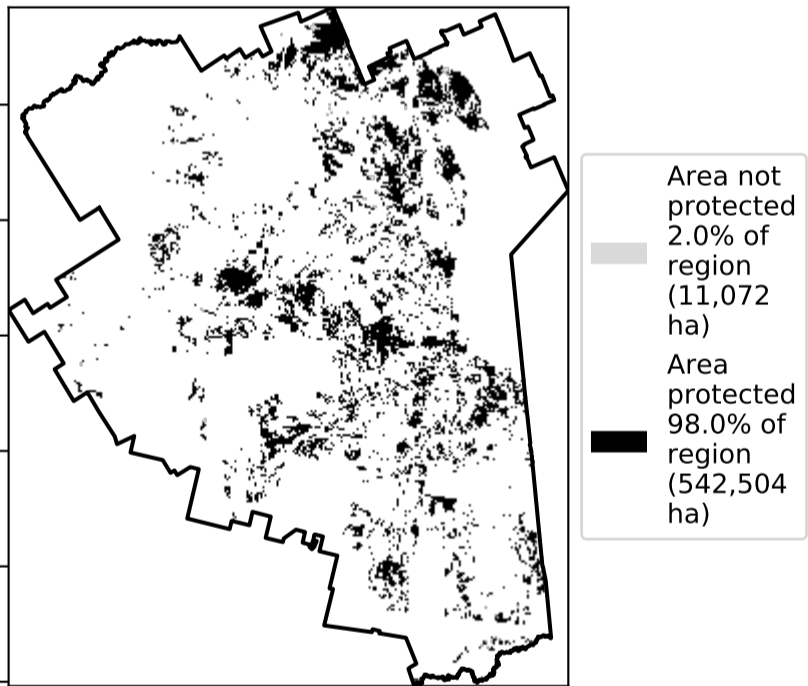 Area not
protected
2.0% of
region
(11,072
ha)
Area
protected
98.0% of
region
(542,504
ha)